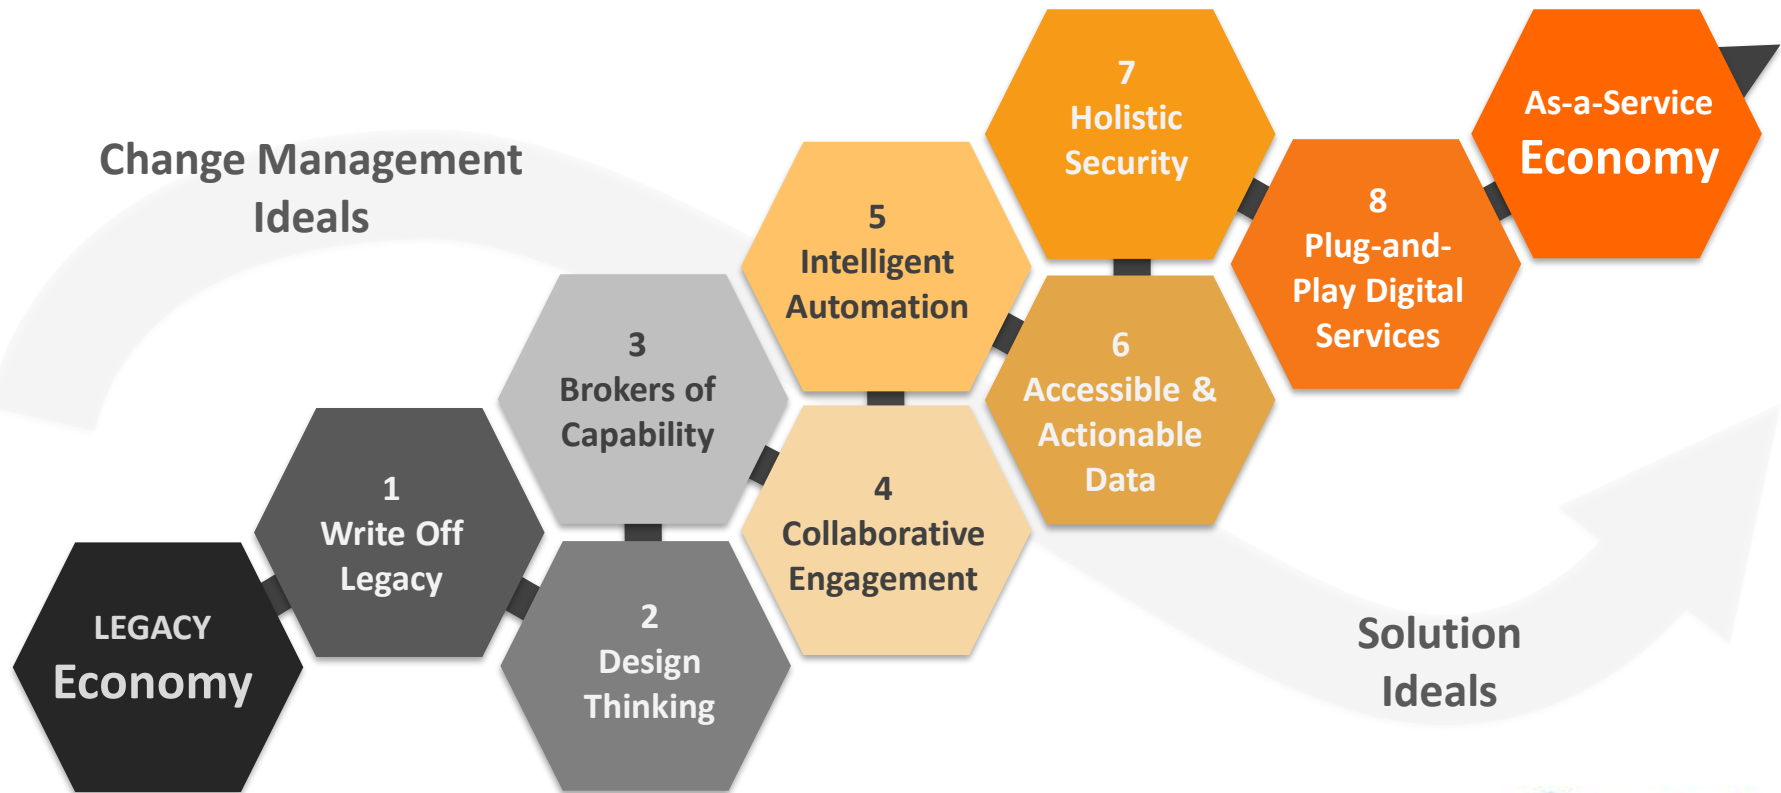 Change Management
Ideals
LEGACY
Economy
1
Write Off
Legacy
2
Design
Thinking
3
Brokers of
Capability
4
Collaborative
Engagement
5
Intelligent
Automation
6
Accessible &
Actionable
Data
7
Holistic
Security
8
Plug-and-
Play Digital
Services
As-a-Service
Economy
Solution
Ideals